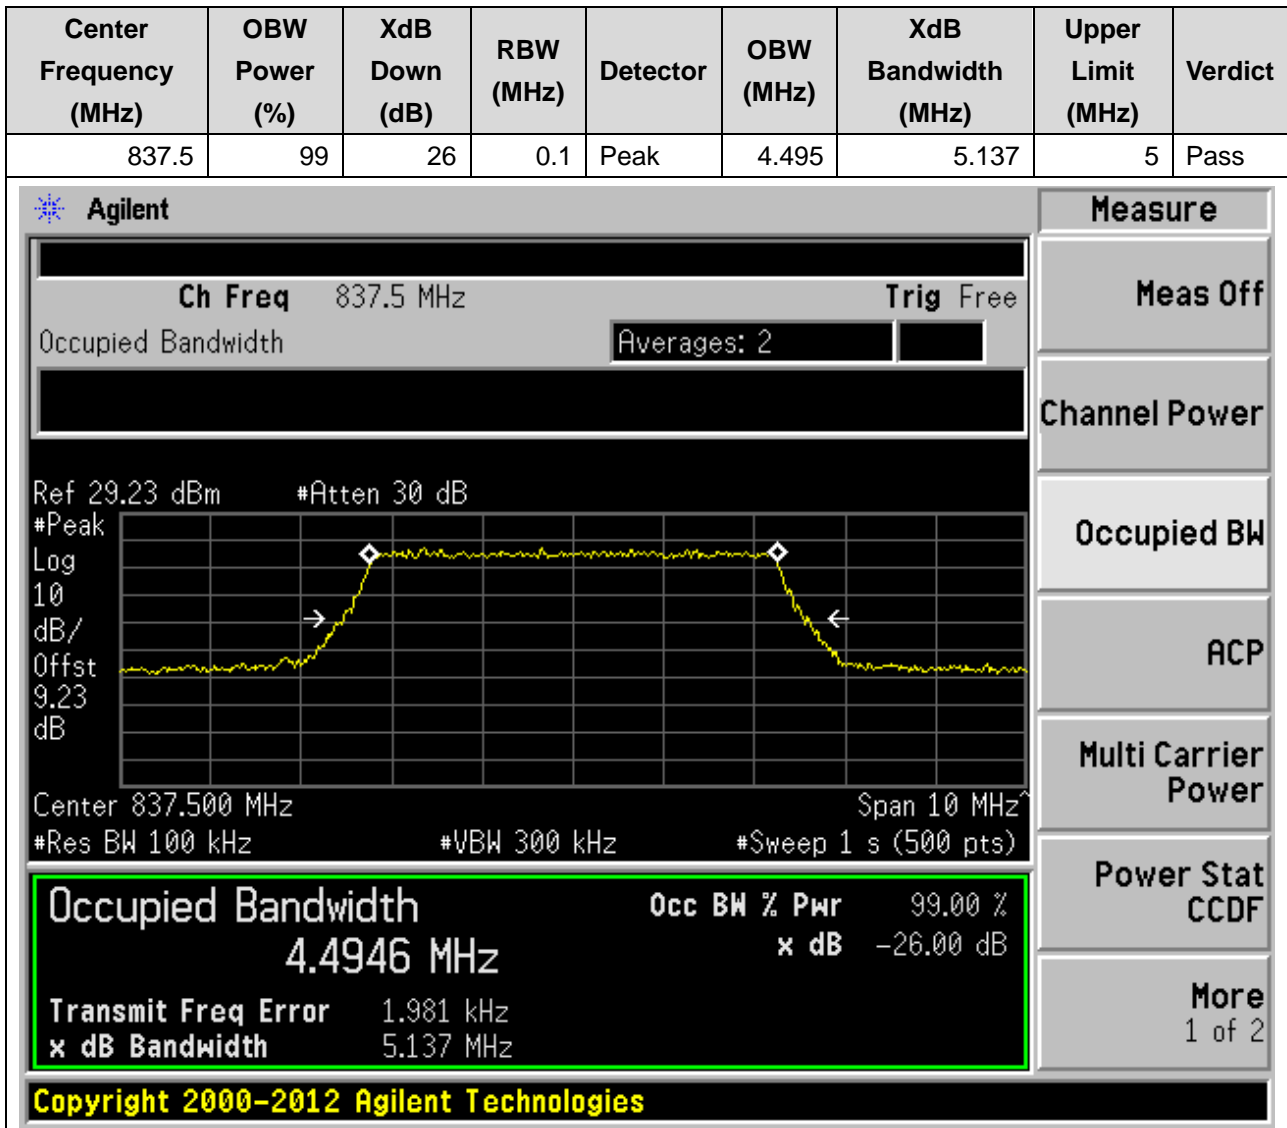 Center Frequency (MHz) OBW Power (%) XdB Down (dB) RBW (MHz) Detector OBW (MHz) XdB Bandwidth (MHz) Upper Limit (MHz) Verdict
837.5 99 26 0.1 Peak 4.495 5.137 5 Pass
Agilent
Measure
Ch Freq 837.5 MHz Trig Free
Meas Off
Occupied Bandwidth Averages: 2
Channel Power
Ref 29.23 dBm #Atten 30 dB
#Peak
Log
10
dB/
Offst
9.23
dB
Occupied BW
ACP
Multi Carrier
Power
Center 837.500 MHz Span 10 MHz^
#Res BW 100 kHz #VBW 300 kHz #Sweep 1 s (500 pts)
Power Stat
CCDF
Occupied Bandwidth Occ BW % Pwr 99.00 %
4.4946 MHz x dB -26.00 dB
Transmit Freq Error 1.981 kHz
x dB Bandwidth 5.137 MHz
More
1 of 2
Copyright 2000-2012 Agilent Technologies